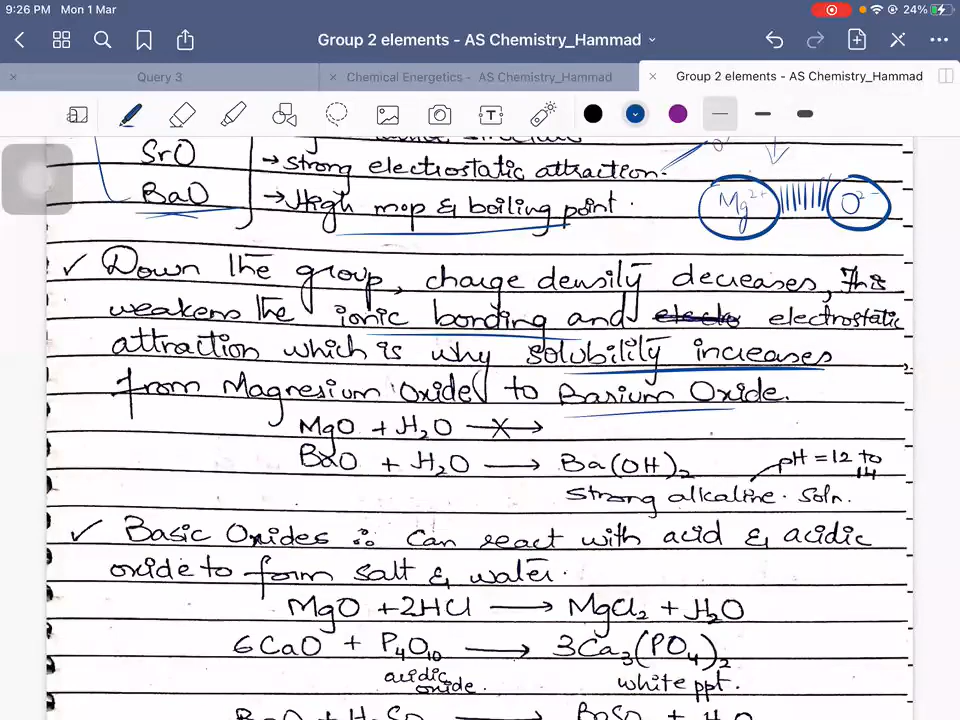 9:26 PM Mon 1 Mar
24%
Group 2 elements - AS Chemistry_Hammad
Query 3
Chemical Energetics - AS Chemistry_Hammad
Group 2 elements - AS Chemistry_Hammad
SrO → Strong electrostatic attraction.
BaO → High mop & boiling point.
Mg²⁺ O²⁻
✓ Down the group, charge density decreases, This
weakens the ionic bonding and electrostatic
attraction which is why solubility increases
from Magnesium Oxide to Barium Oxide.
MgO + H₂O —X→
BaO + H₂O → Ba(OH)₂ pH = 12 to 14
Strong alkaline. Soln.
✓ Basic Oxides ∴ Can react with acid & acidic
oxide to form salt & water.
MgO + 2HCl → MgCl₂ + H₂O
6CaO + P₄O₁₀ → 3Ca₃(PO₄)₂
acidic oxide. white ppt.